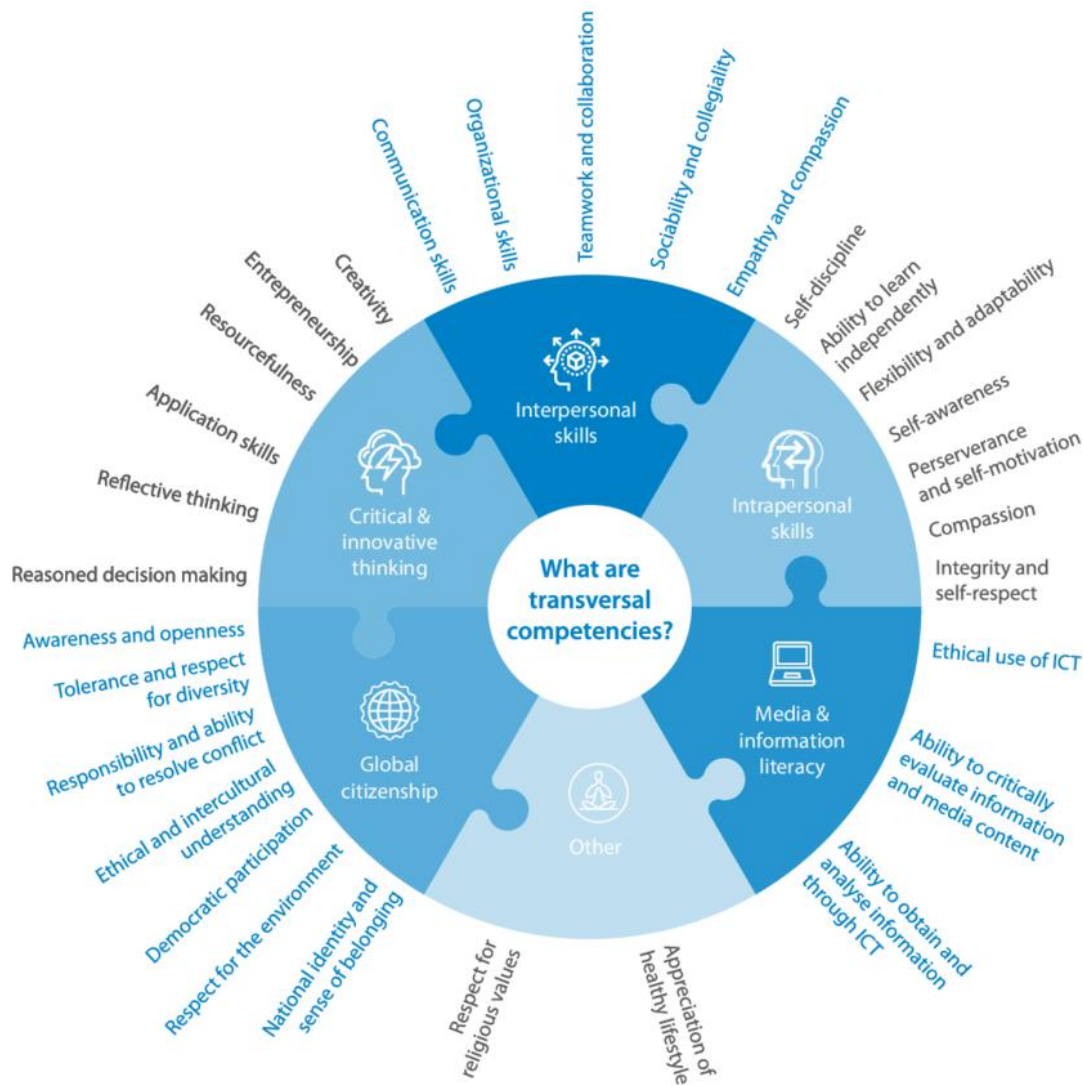 What are
transversal
competencies?
Interpersonal
skills
Communication skills
Organizational skills
Teamwork and collaboration
Sociability and collegiality
Empathy and compassion
Intrapersonal
skills
Self-discipline
Ability to learn
independently
Flexibility and adaptability
Self-awareness
Perserverance
and self-motivation
Compassion
Integrity and
self-respect
Media &
information
literacy
Ethical use of ICT
Ability to critically
evaluate information
and media content
Ability to obtain and
analyse information
through ICT
Other
Appreciation of
healthy lifestyle
Respect for
religious values
Global
citizenship
National identity and
sense of belonging
Respect for the environment
Democratic participation
Ethical and intercultural
understanding
Responsibility and ability
to resolve conflict
Tolerance and respect
for diversity
Awareness and openness
Critical &
innovative
thinking
Reasoned decision making
Reflective thinking
Application skills
Resourcefulness
Entrepreneurship
Creativity